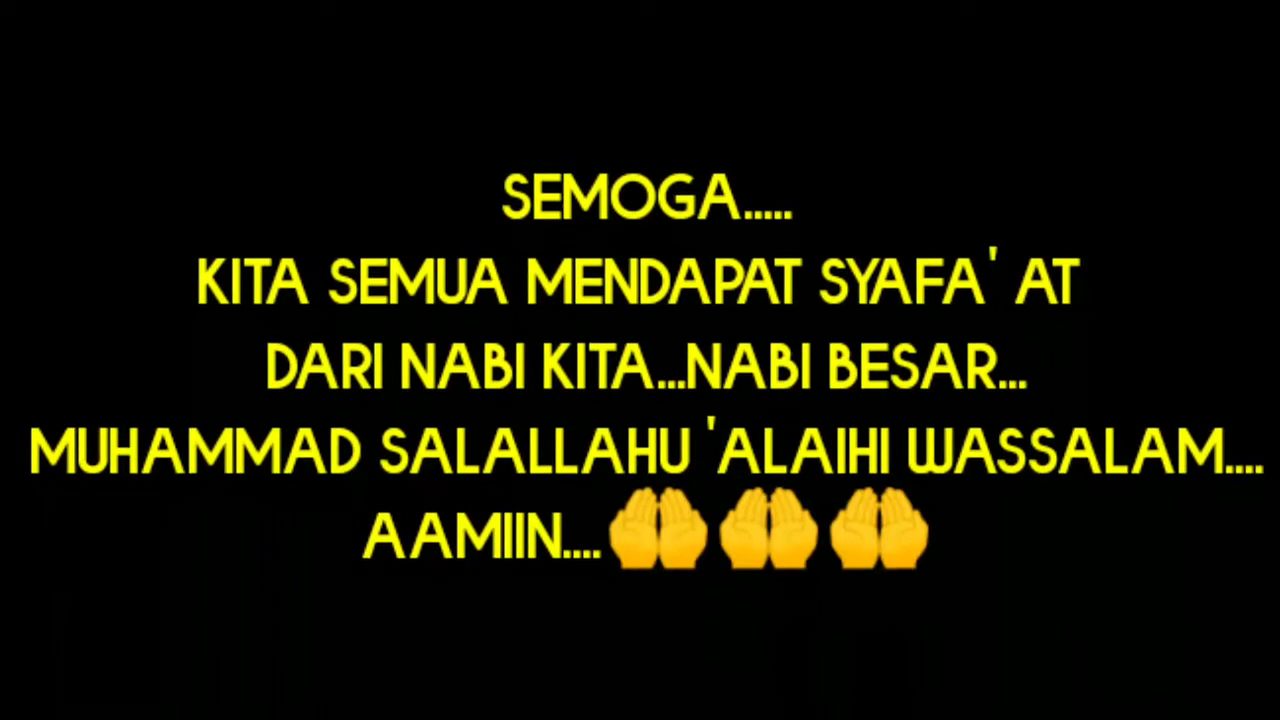 SEMOGA.....
KITA SEMUA MENDAPAT SYAFA' AT
DARI NABI KITA...NABI BESAR...
MUHAMMAD SALALLAHU 'ALAIHI WASSALAM....
AAMIIN....🤲🤲🤲